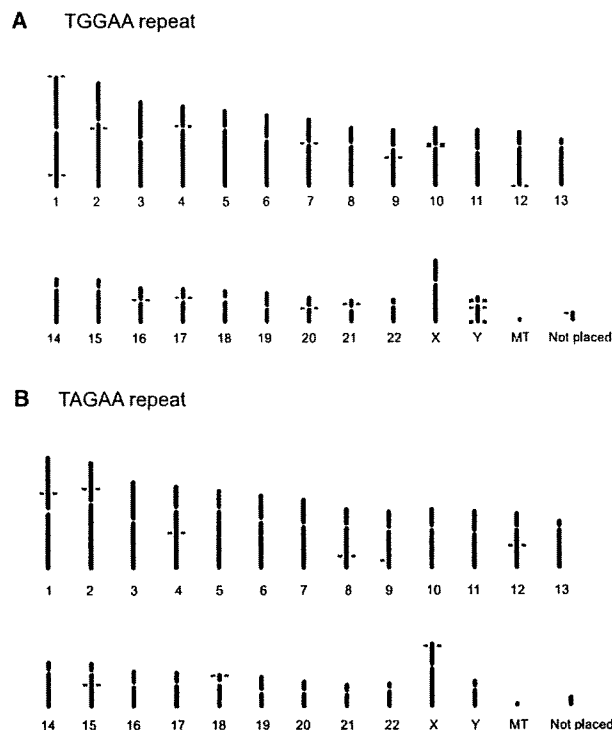 A TGGAA repeat
1 2 3 4 5 6 7 8 9 10 11 12 13
14 15 16 17 18 19 20 21 22 X Y MT Not placed
B TAGAA repeat
1 2 3 4 5 6 7 8 9 10 11 12 13
14 15 16 17 18 19 20 21 22 X Y MT Not placed